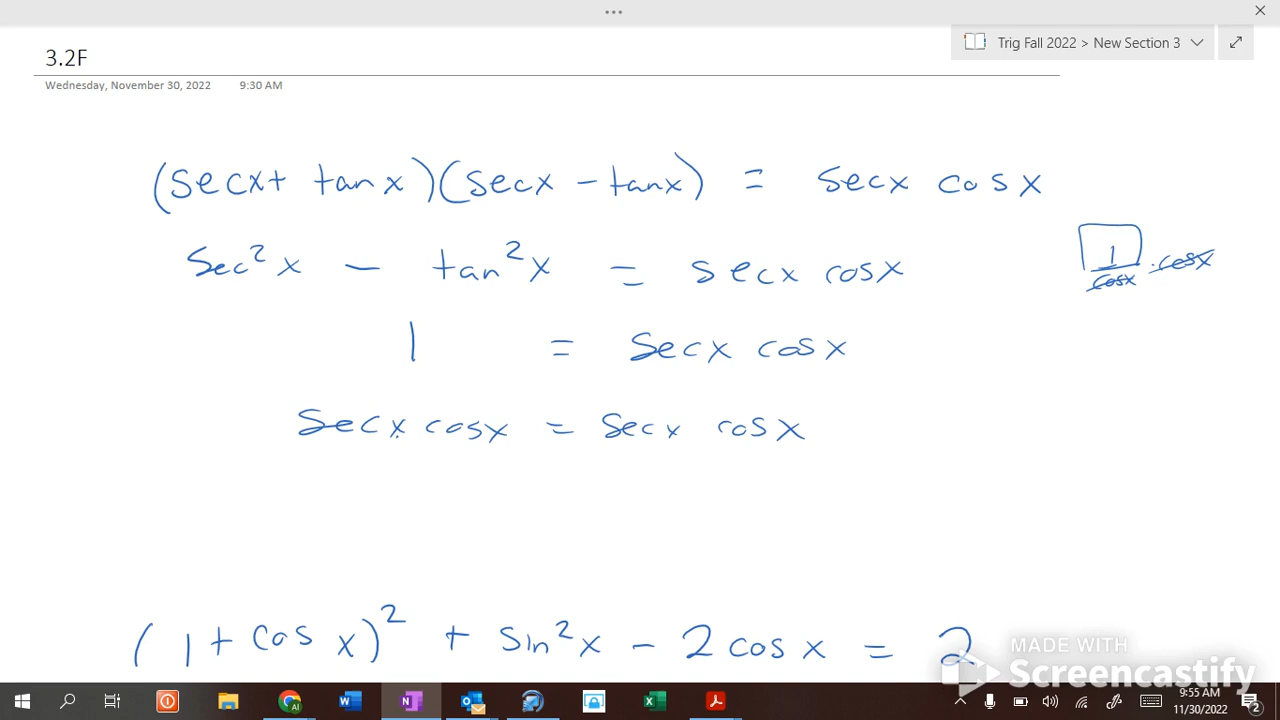 ...
Trig Fall 2022 > New Section 3
3.2F
Wednesday, November 30, 2022 9:30 AM
(secx + tanx)(secx - tanx) = secx cosx
sec²x - tan²x = secx cosx
1/cosx · cosx
1 = secx cosx
secx cosx = secx cosx
(1 + cos x)² + sin²x - 2 cosx = 2
MADE WITH
Screencastify
9:55 AM
11/30/2022
2